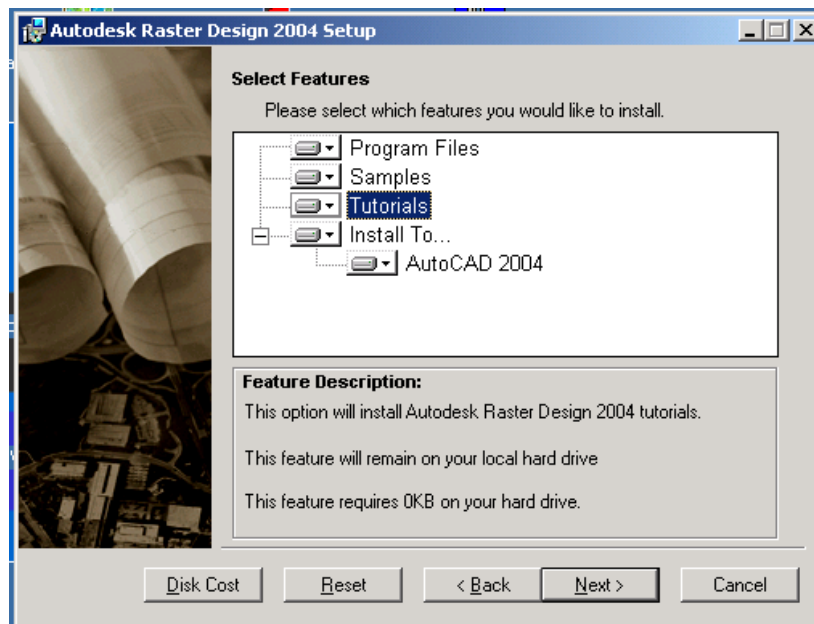 Autodesk Raster Design 2004 Setup
Select Features
Please select which features you would like to install.
Program Files
Samples
Tutorials
Install To...
AutoCAD 2004
Feature Description:
This option will install Autodesk Raster Design 2004 tutorials.
This feature will remain on your local hard drive
This feature requires 0KB on your hard drive.
Disk Cost Reset < Back Next > Cancel